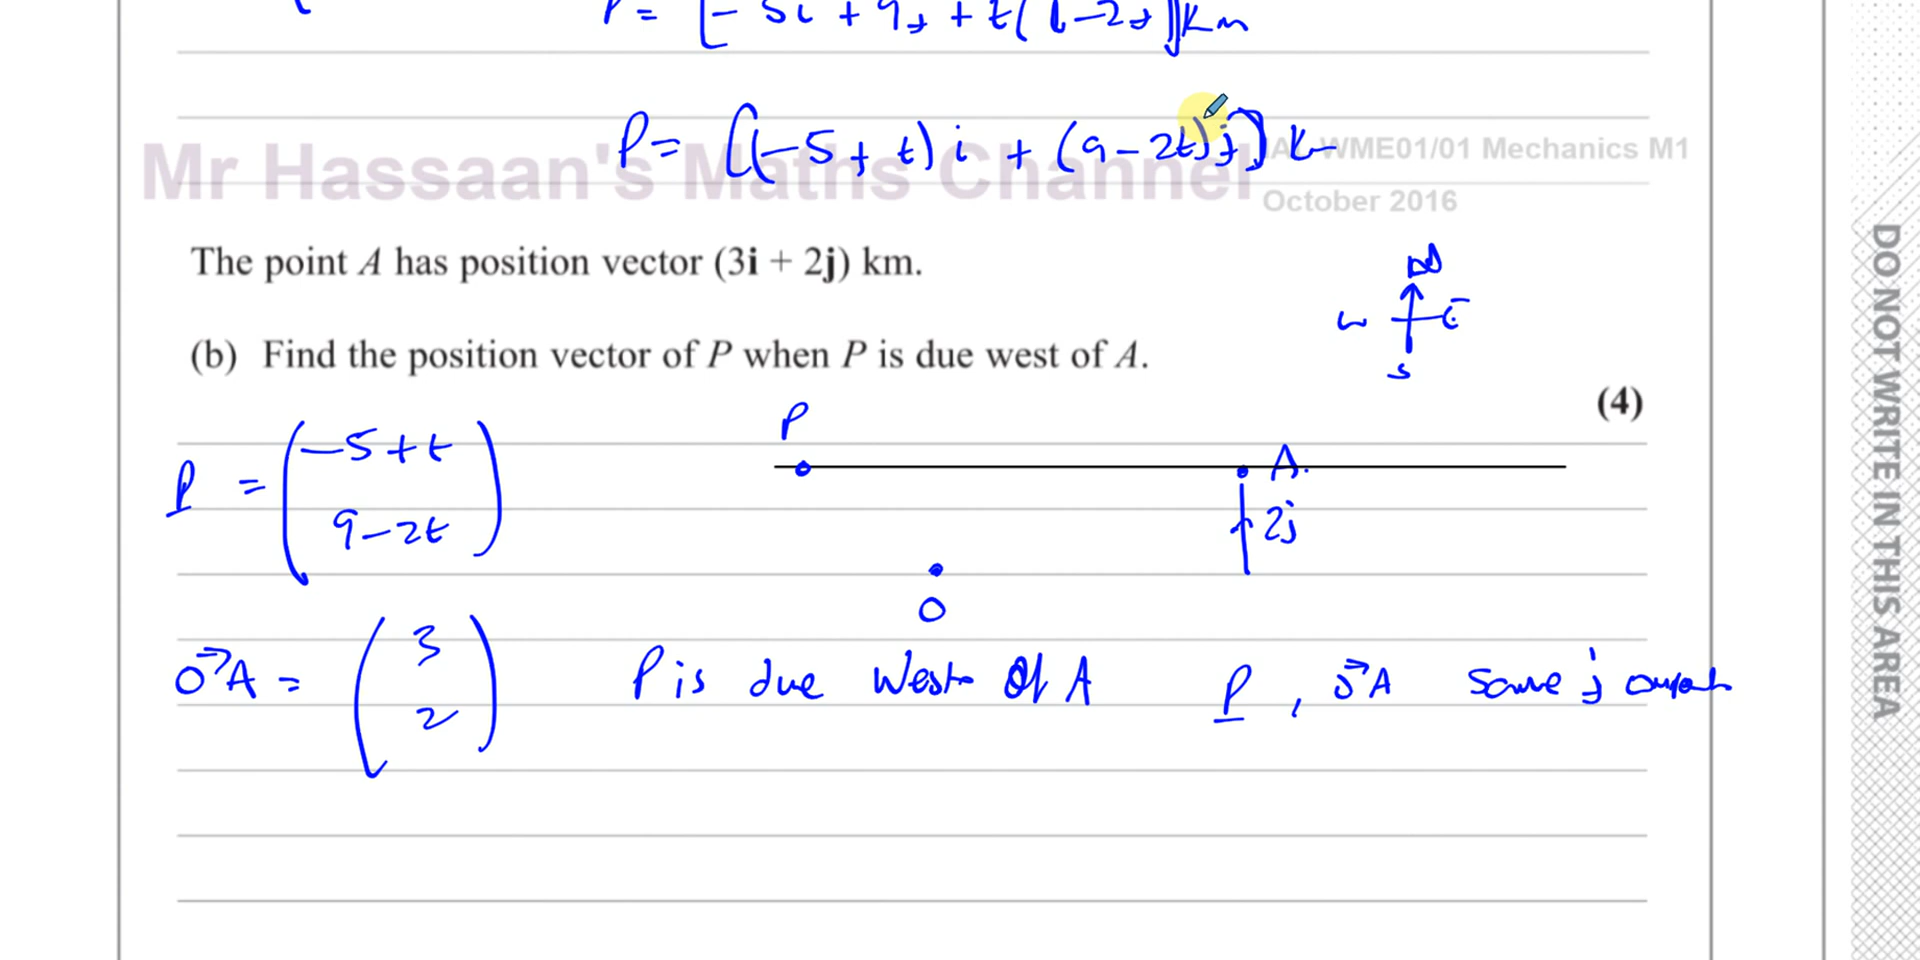 P = [-5i + 9j + t(i-2j)]km
P = ((-5+t)i + (9-2t)j) km
Mr Hassaan's Maths Channel
WME01/01 Mechanics M1
October 2016
The point A has position vector (3i + 2j) km.
N
W E
S
(b) Find the position vector of P when P is due west of A.
(4)
P
P = (-5+t
9-2t)
A.
2j
O
OA = (3
2)
P is due West of A P, OA same j
DO NOT WRITE IN THIS AREA